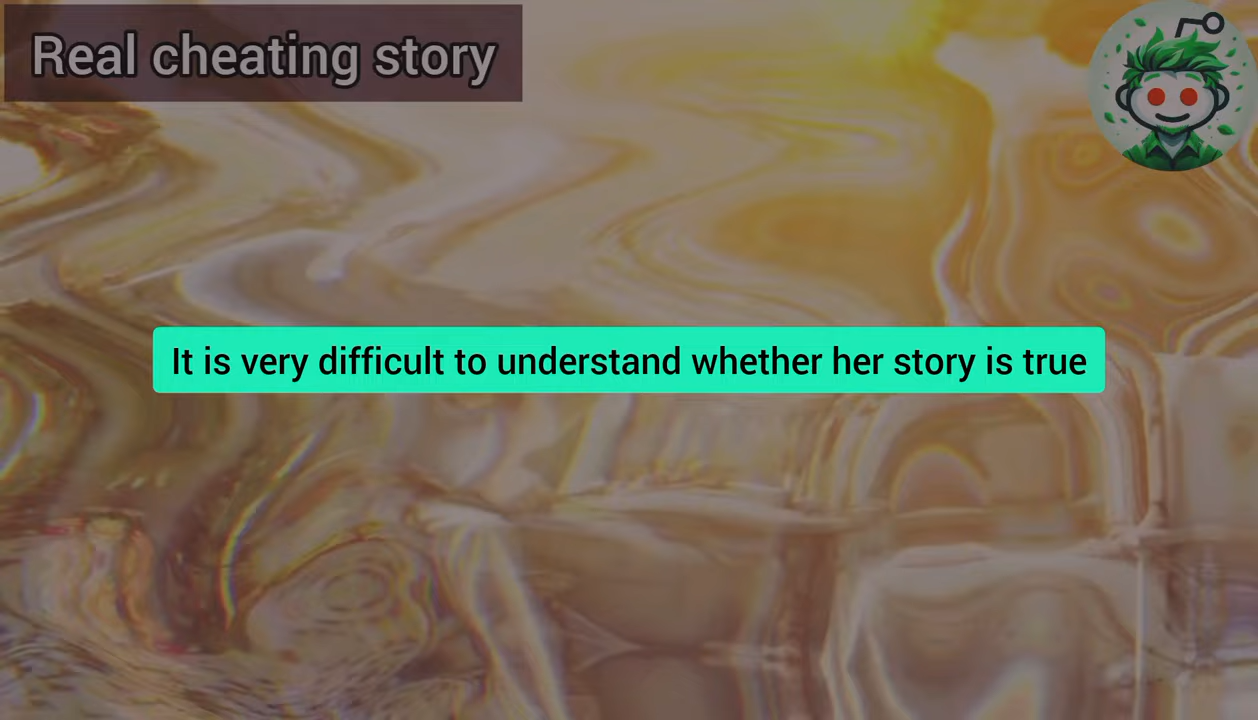 Real cheating story
It is very difficult to understand whether her story is true